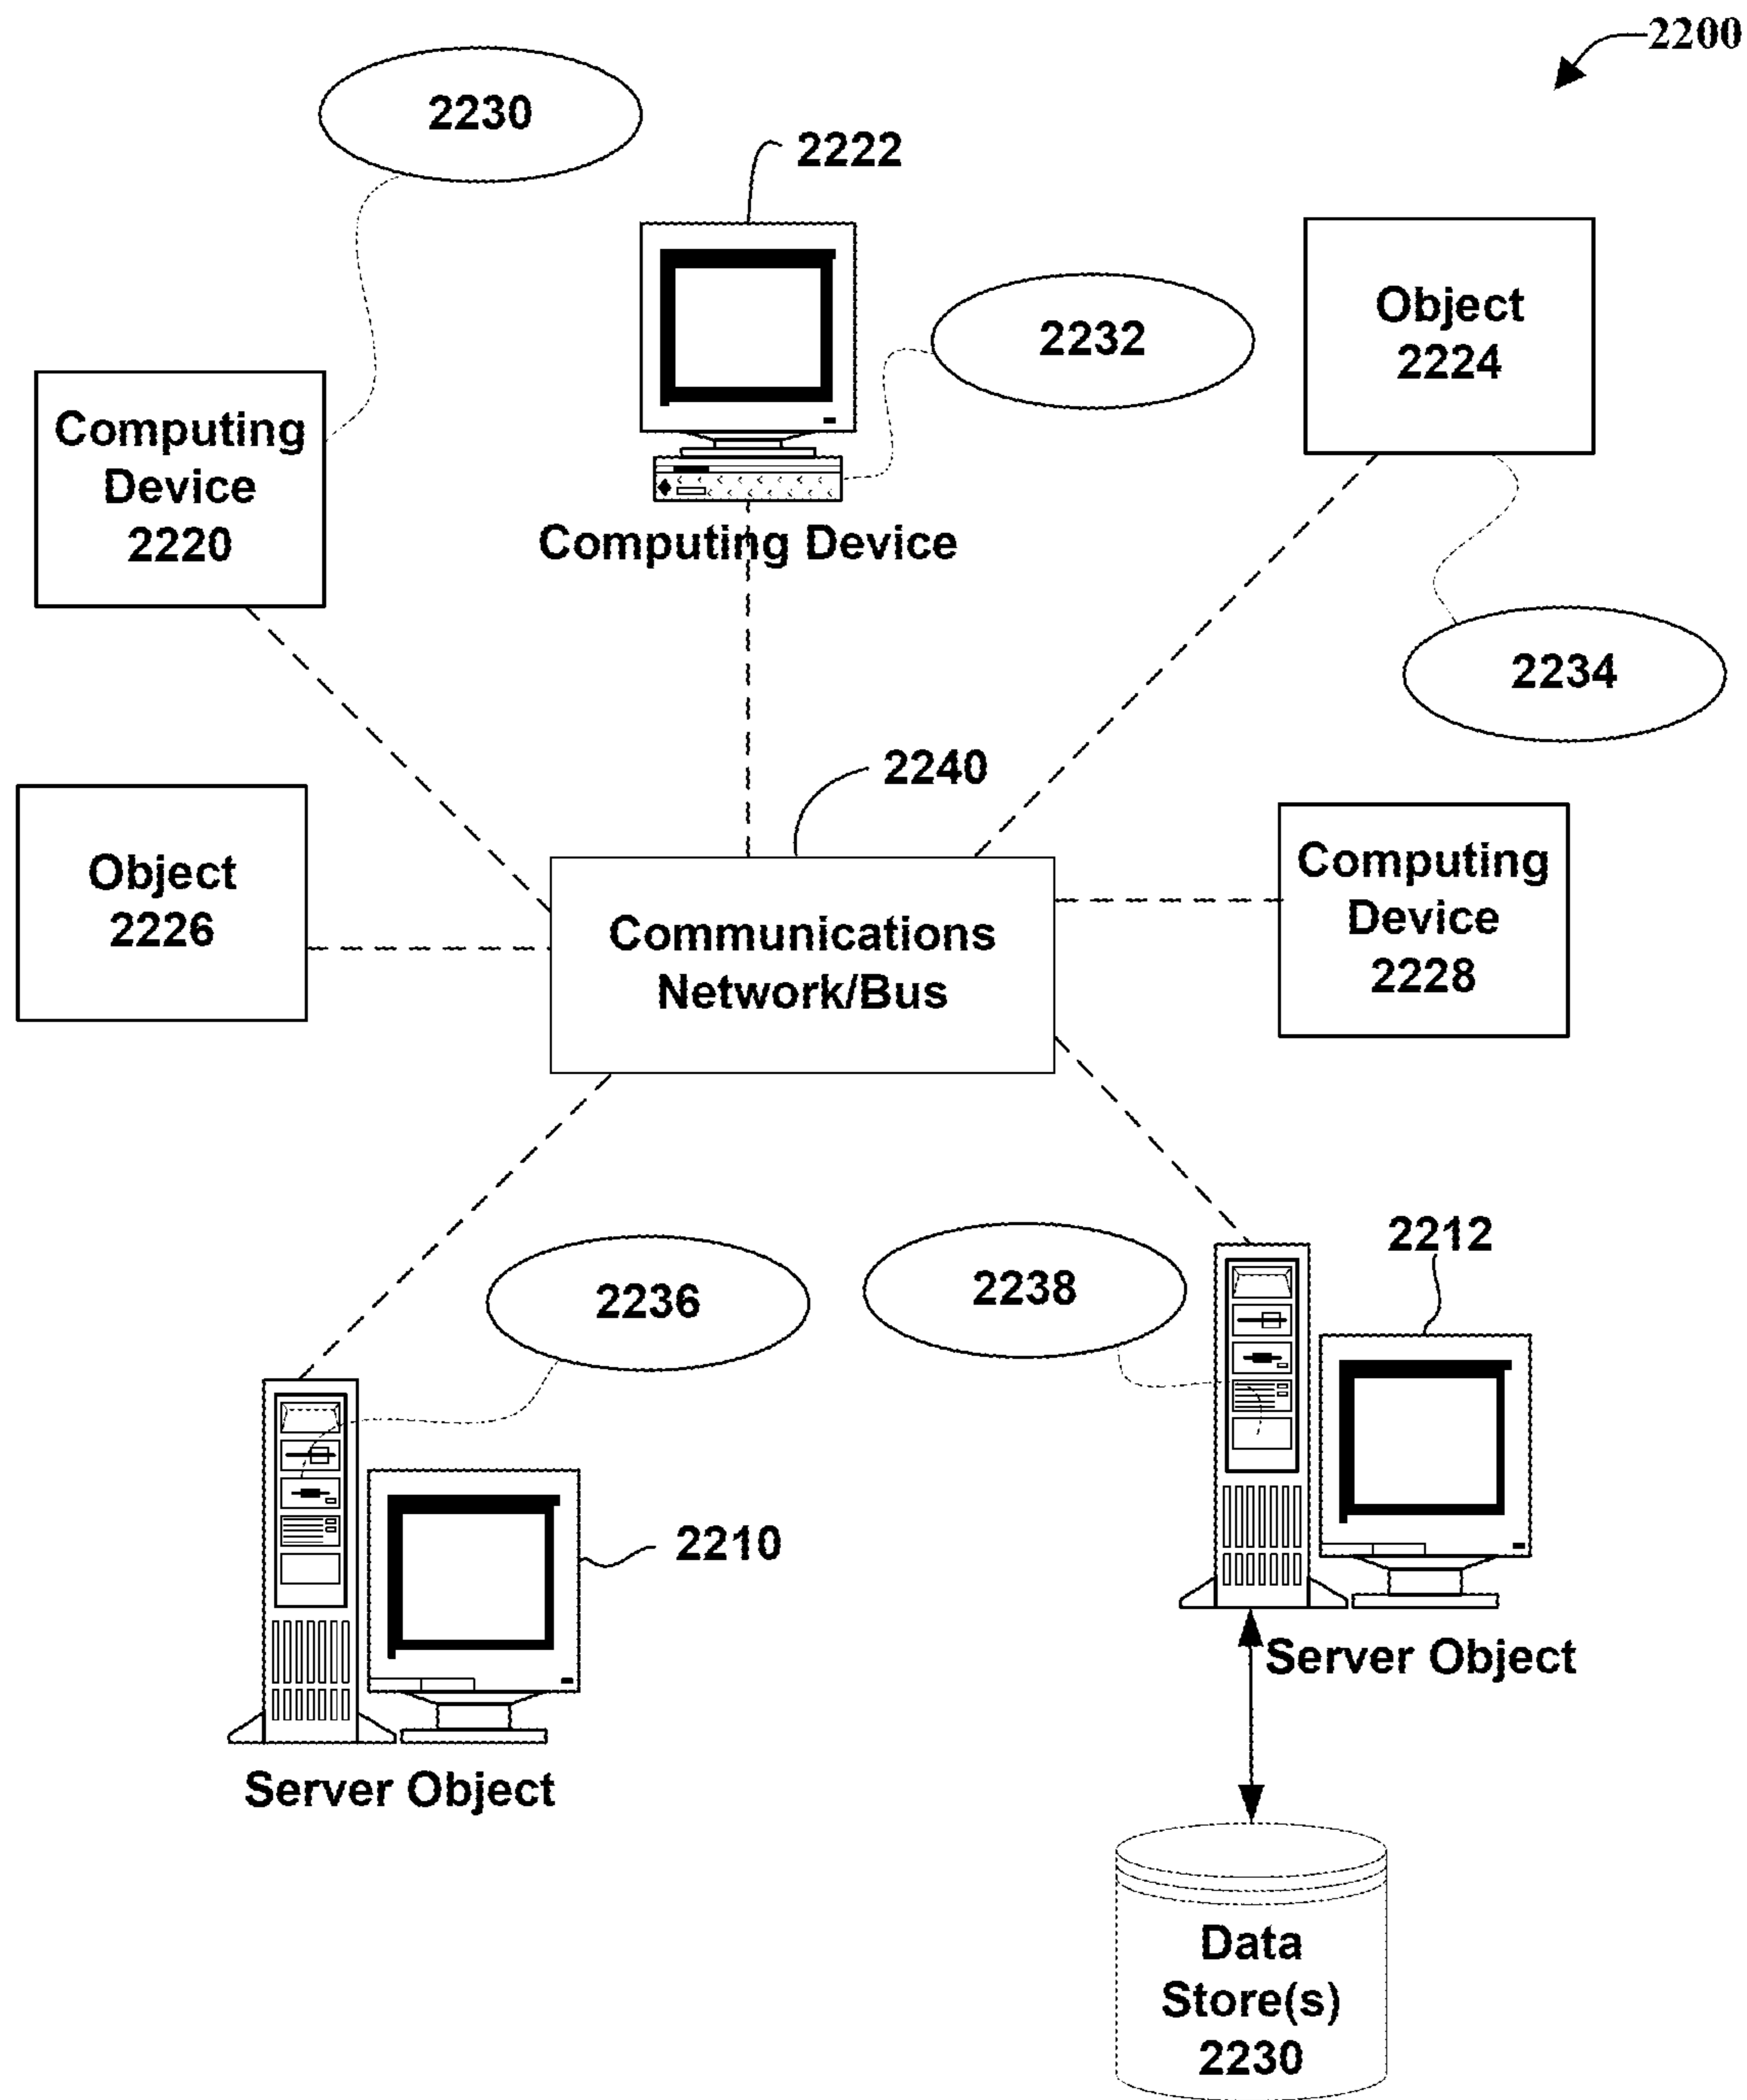 2200
2230
2222
2232
Object
2224
Computing
Device
2220
Computing Device
2234
2240
Object
2226
Communications
Network/Bus
Computing
Device
2228
2236
2238
2212
2210
Server Object
Server Object
Data
Store(s)
2230